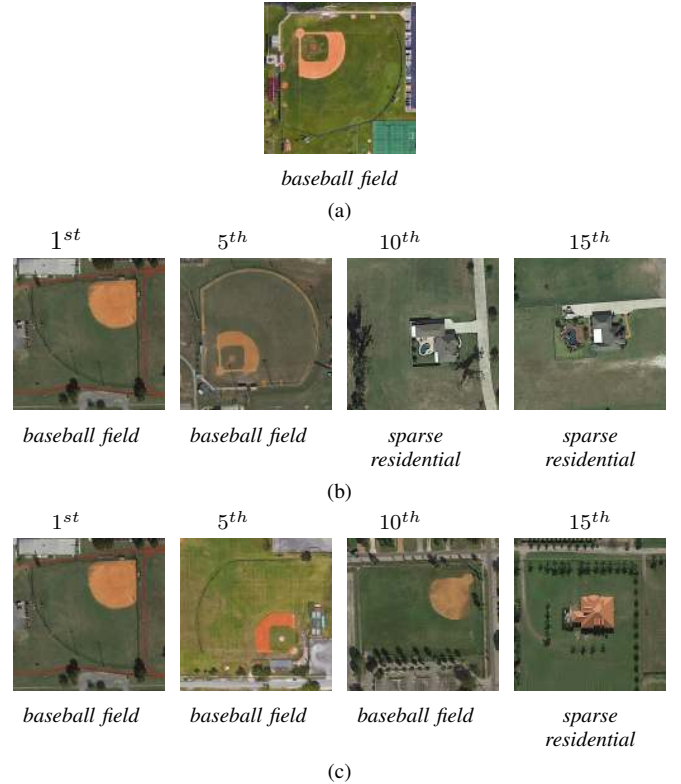 baseball field
(a)
1st 5th 10th 15th
baseball field baseball field sparse residential sparse residential
(b)
1st 5th 10th 15th
baseball field baseball field baseball field sparse residential
(c)